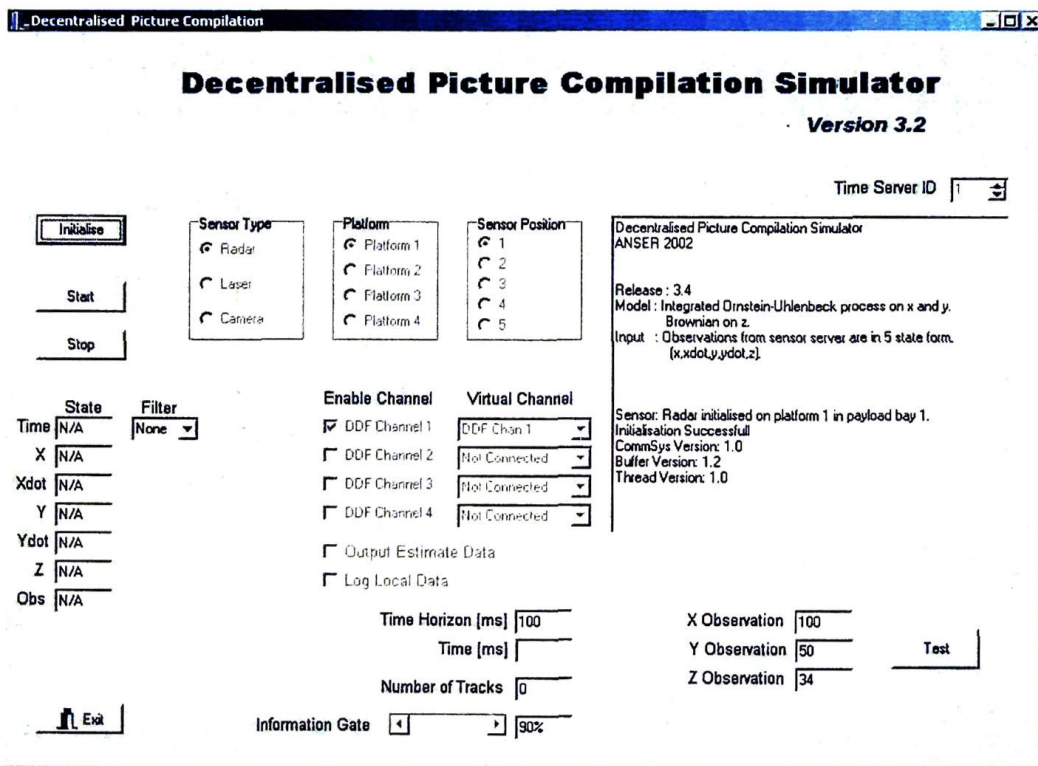 _Decentralised Picture Compilation
Decentralised Picture Compilation Simulator
Version 3.2
Time Server ID 1
Initialise
Start
Stop
Sensor Type
Radar
Laser
Camera
Platform
Platform 1
Platform 2
Platform 3
Platform 4
Sensor Position
1
2
3
4
5
Decentralised Picture Compilation Simulator
ANSER 2002
Release : 3.4
Model : Integrated Ornstein-Uhlenbeck process on x and y.
Brownian on z.
Input : Observations from sensor server are in 5 state form.
(x,xdot,y,ydot,z).
Sensor: Radar initialised on platform 1 in payload bay 1.
Initialisation Successfull
CommSys Version: 1.0
Buffer Version: 1.2
Thread Version: 1.0
State
Filter
Time N/A
None
X N/A
Xdot N/A
Y N/A
Ydot N/A
Z N/A
Obs N/A
Enable Channel
Virtual Channel
DDF Channel 1
DDF Chan 1
DDF Channel 2
Not Connected
DDF Channel 3
Not Connected
DDF Channel 4
Not Connected
Output Estimate Data
Log Local Data
Time Horizon [ms] 100
Time [ms]
Number of Tracks 0
Information Gate 90%
X Observation 100
Y Observation 50
Z Observation 34
Test
Exit